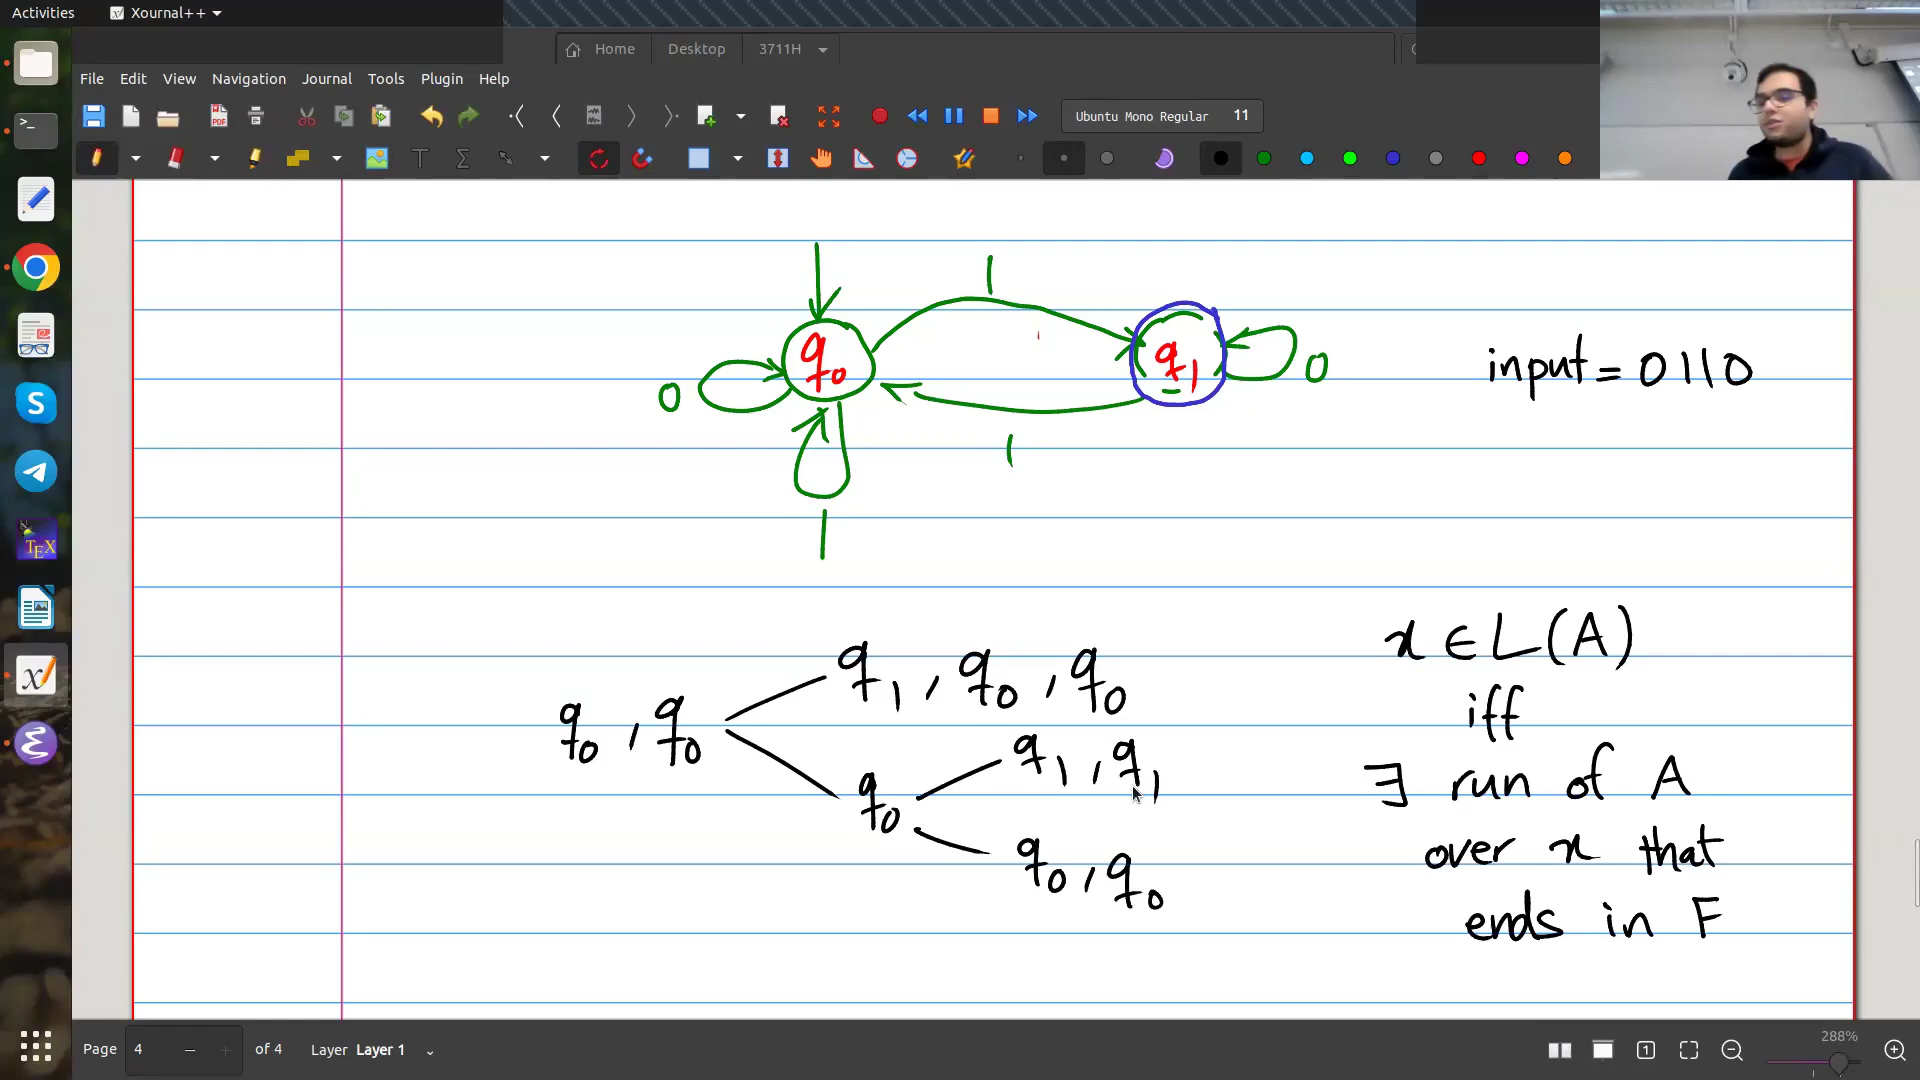 Activities Xournal++
Home Desktop 3711H
File Edit View Navigation Journal Tools Plugin Help
Ubuntu Mono Regular 11
1
q0 q1
0 0
1
1
input = 0110
x ∈ L(A)
iff
∃ run of A
over x that
ends in F
q1, q0, q0
q0, q0
q1, q1
q0
q0, q0
TEX
Page 4 of 4 Layer Layer 1
288%